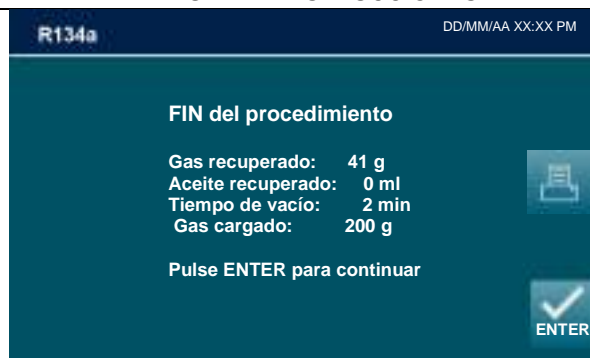 R134a DD/MM/AA XX:XX PM
FIN del procedimiento
Gas recuperado: 41 g
Aceite recuperado: 0 ml
Tiempo de vacío: 2 min
Gas cargado: 200 g
Pulse ENTER para continuar
ENTER